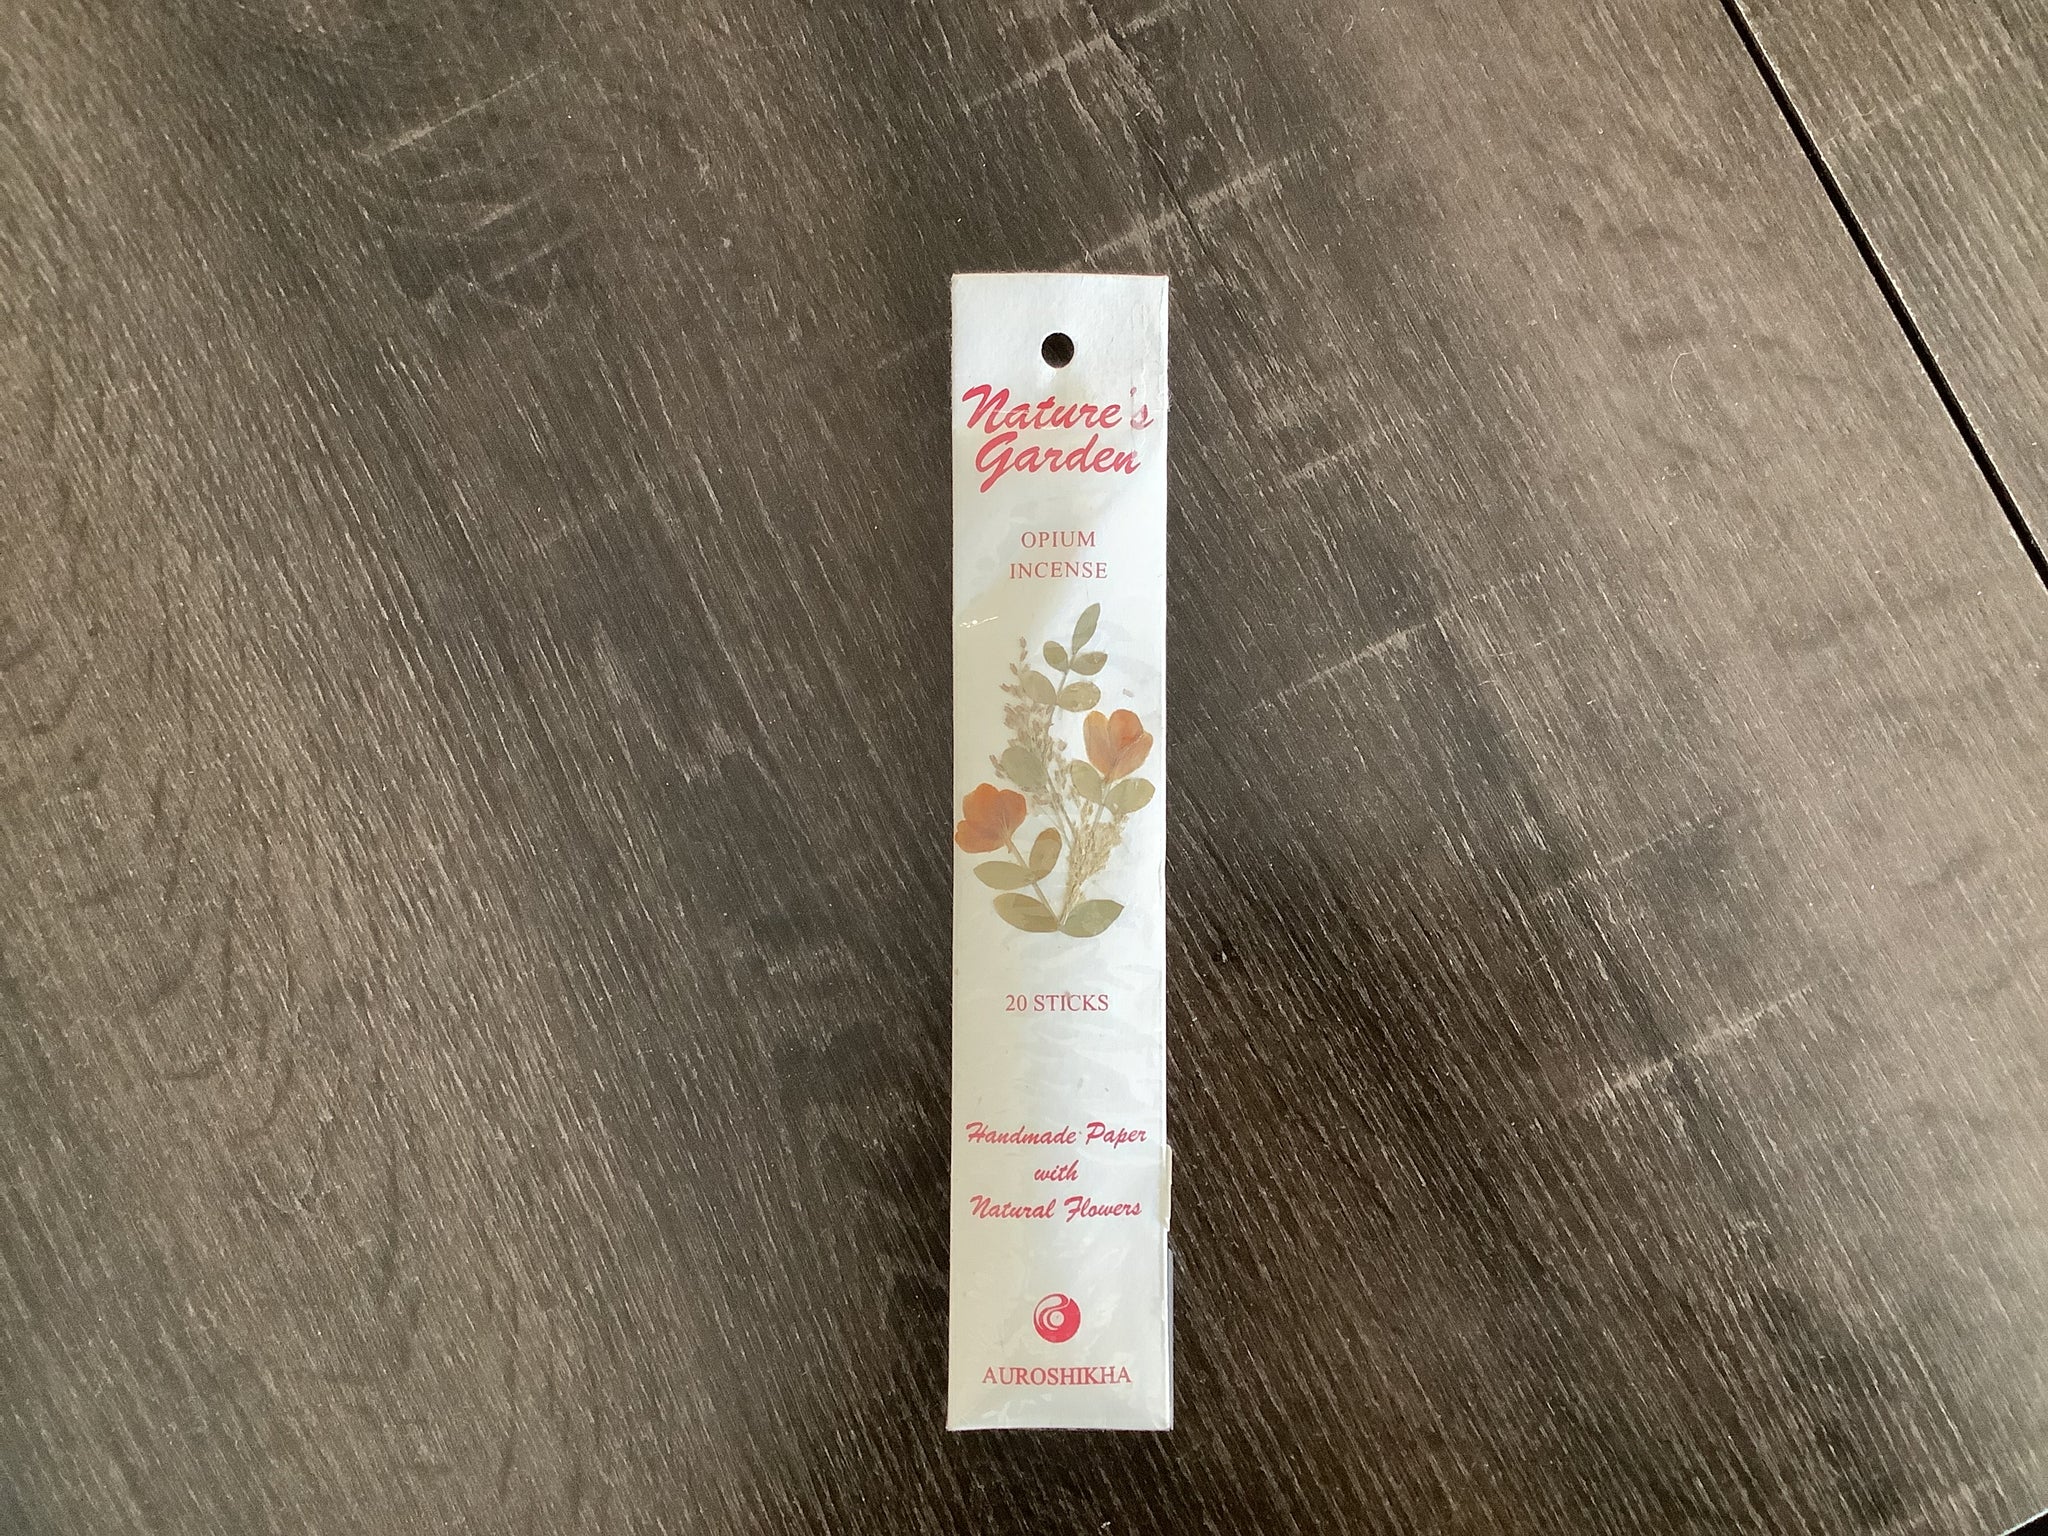 Nature's
Garden
OPIUM
INCENSE
20 STICKS
Handmade Paper
with
Natural Flowers
AUROSHIKHA